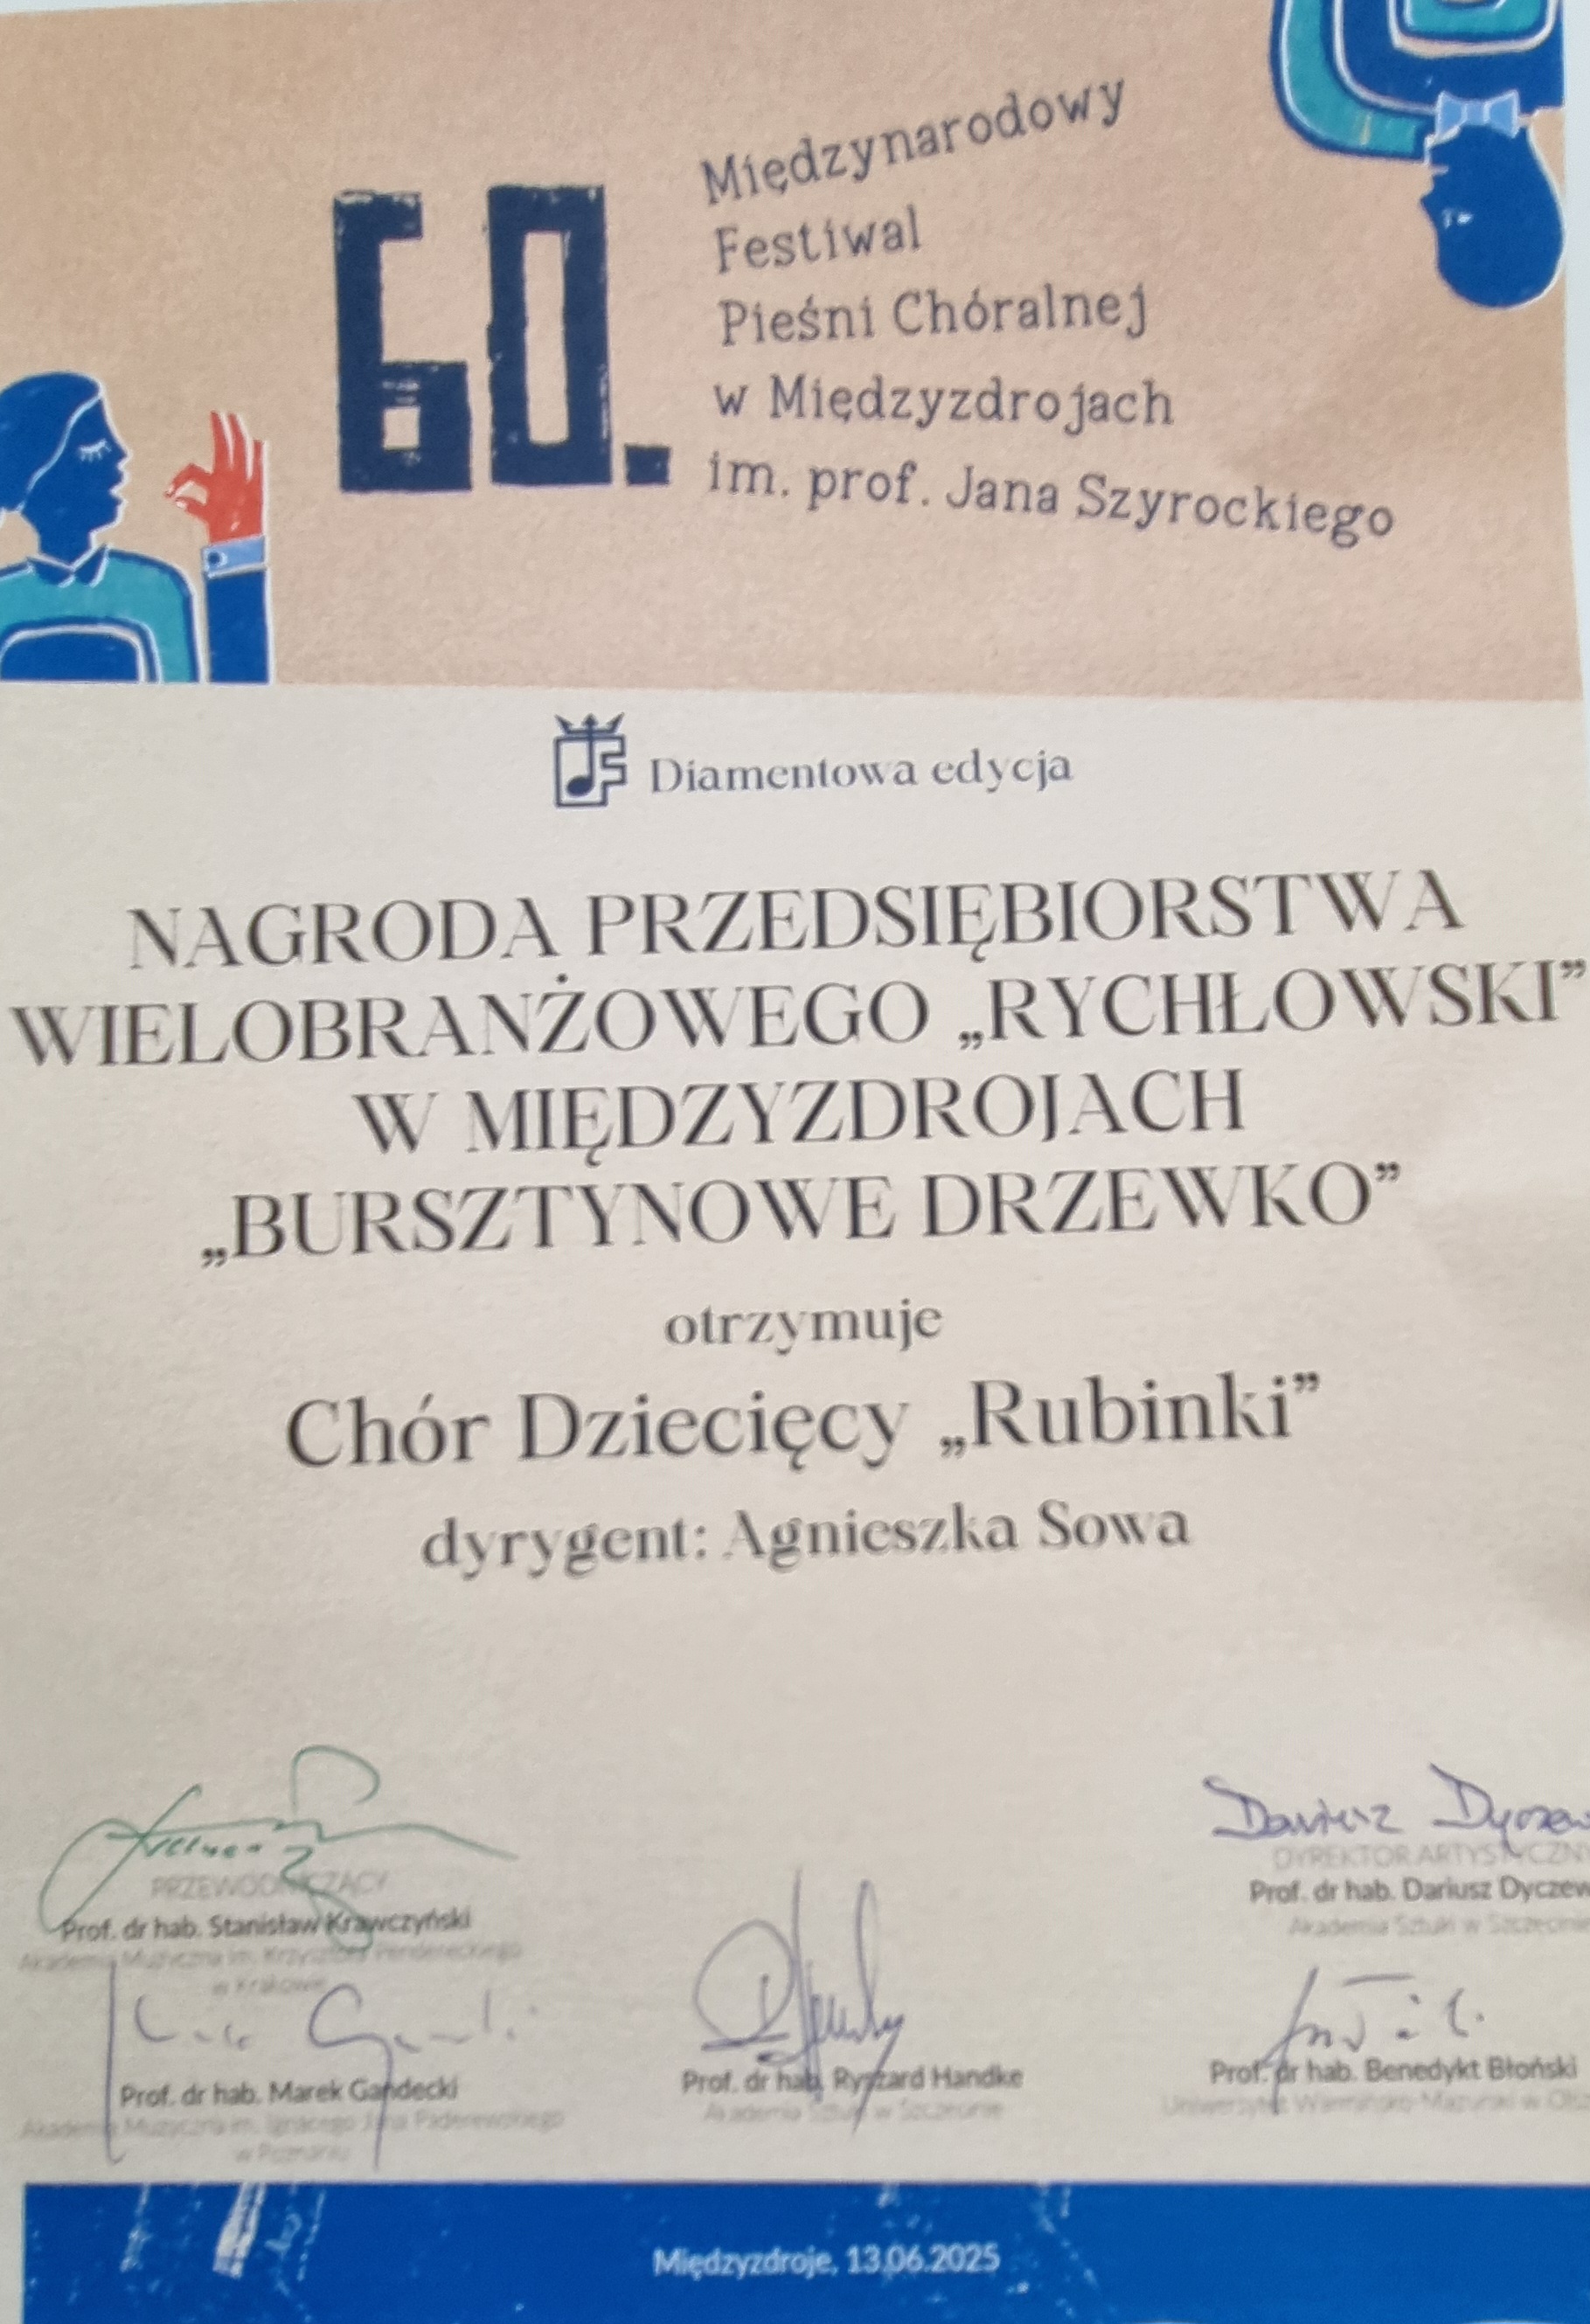 60.
Międzynarodowy
Festiwal
Pieśni Chóralnej
w Międzyzdrojach
im. prof. Jana Szyrockiego
Diamentowa edycja
NAGRODA PRZEDSIĘBIORSTWA
WIELOBRANŻOWEGO „RYCHŁOWSKI”
W MIĘDZYZDROJACH
„BURSZTYNOWE DRZEWKO”
otrzymuje
Chór Dziecięcy „Rubinki”
dyrygent: Agnieszka Sowa
Dariusz
DYREKTOR ARTYSTYCZNY
Prof. dr hab. Dariusz Dyczew
Akademia Sztuki w Szczecinie
PRZEWODNICZĄCY
Prof. dr hab. Stanisław Krawczyński
Akademia Muzyczna im. Krzysztofa Pendereckiego
w Krakowie
Prof. dr hab. Marek Gandecki
Akademia Muzyczna im. Ignacego Jana Paderewskiego
w Poznaniu
Prof. dr hab. Ryszard Handke
Akademia Sztuki w Szczecinie
Prof. dr hab. Benedykt Błoński
Uniwersytet Warmińsko-Mazurski w
Międzyzdroje, 13.06.2025